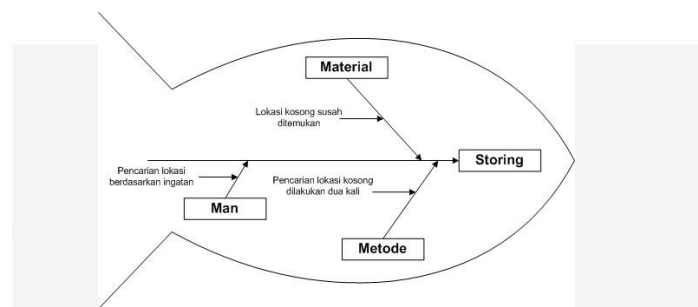 Material
Lokasi kosong susah
ditemukan
Storing
Pencarian lokasi
berdasarkan ingatan
Pencarian lokasi kosong
dilakukan dua kali
Man
Metode